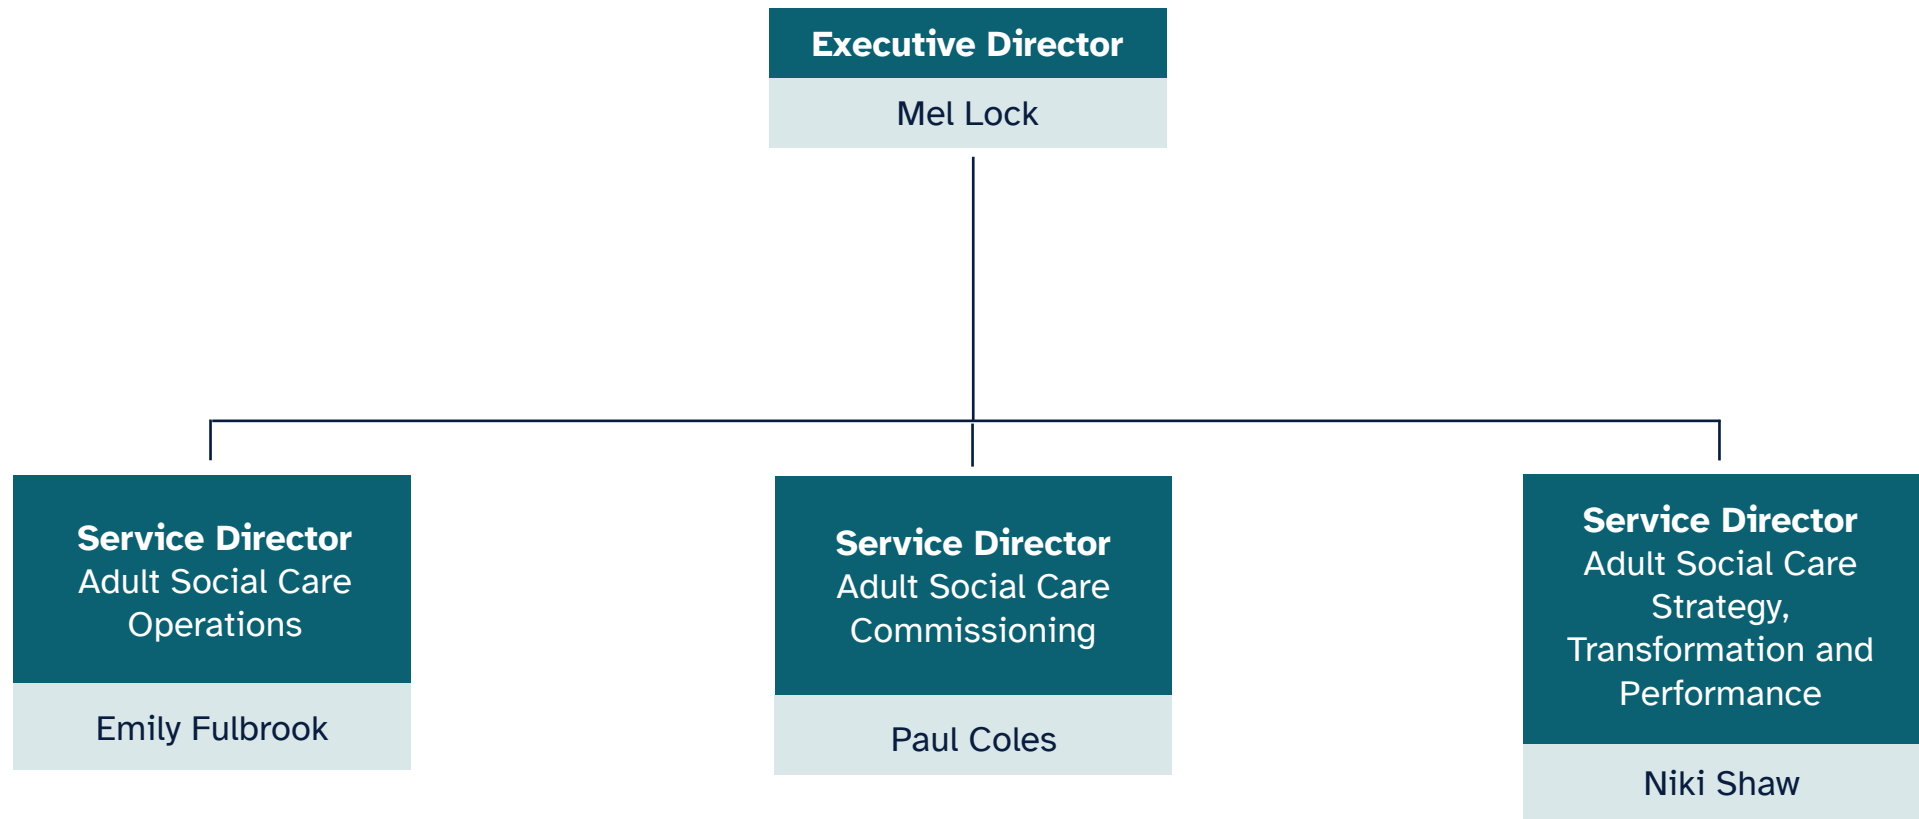 Executive Director
Mel Lock
Service Director
Adult Social Care
Operations
Emily Fulbrook
Service Director
Adult Social Care
Commissioning
Paul Coles
Service Director
Adult Social Care
Strategy,
Transformation and
Performance
Niki Shaw